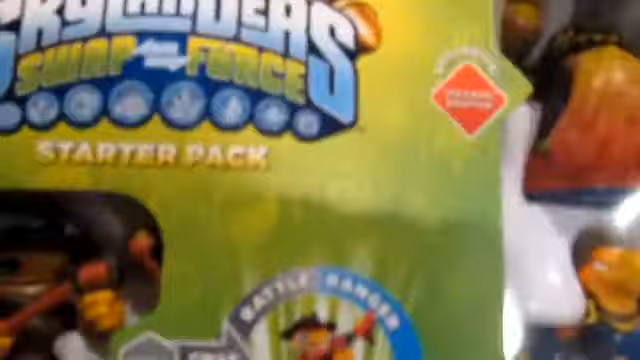 SKYLANDERS
SWAP FORCE
STARTER PACK
BATTLE RANGER